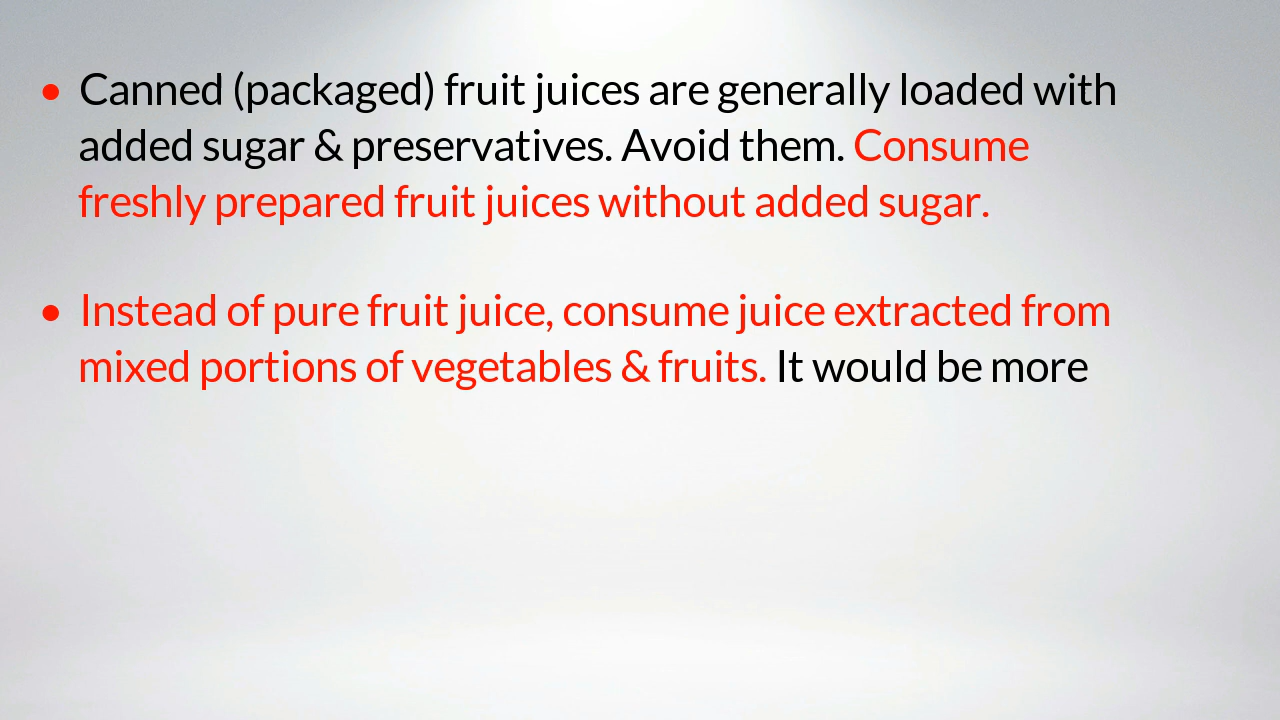 • Canned (packaged) fruit juices are generally loaded with
added sugar & preservatives. Avoid them. Consume
freshly prepared fruit juices without added sugar.
• Instead of pure fruit juice, consume juice extracted from
mixed portions of vegetables & fruits. It would be more